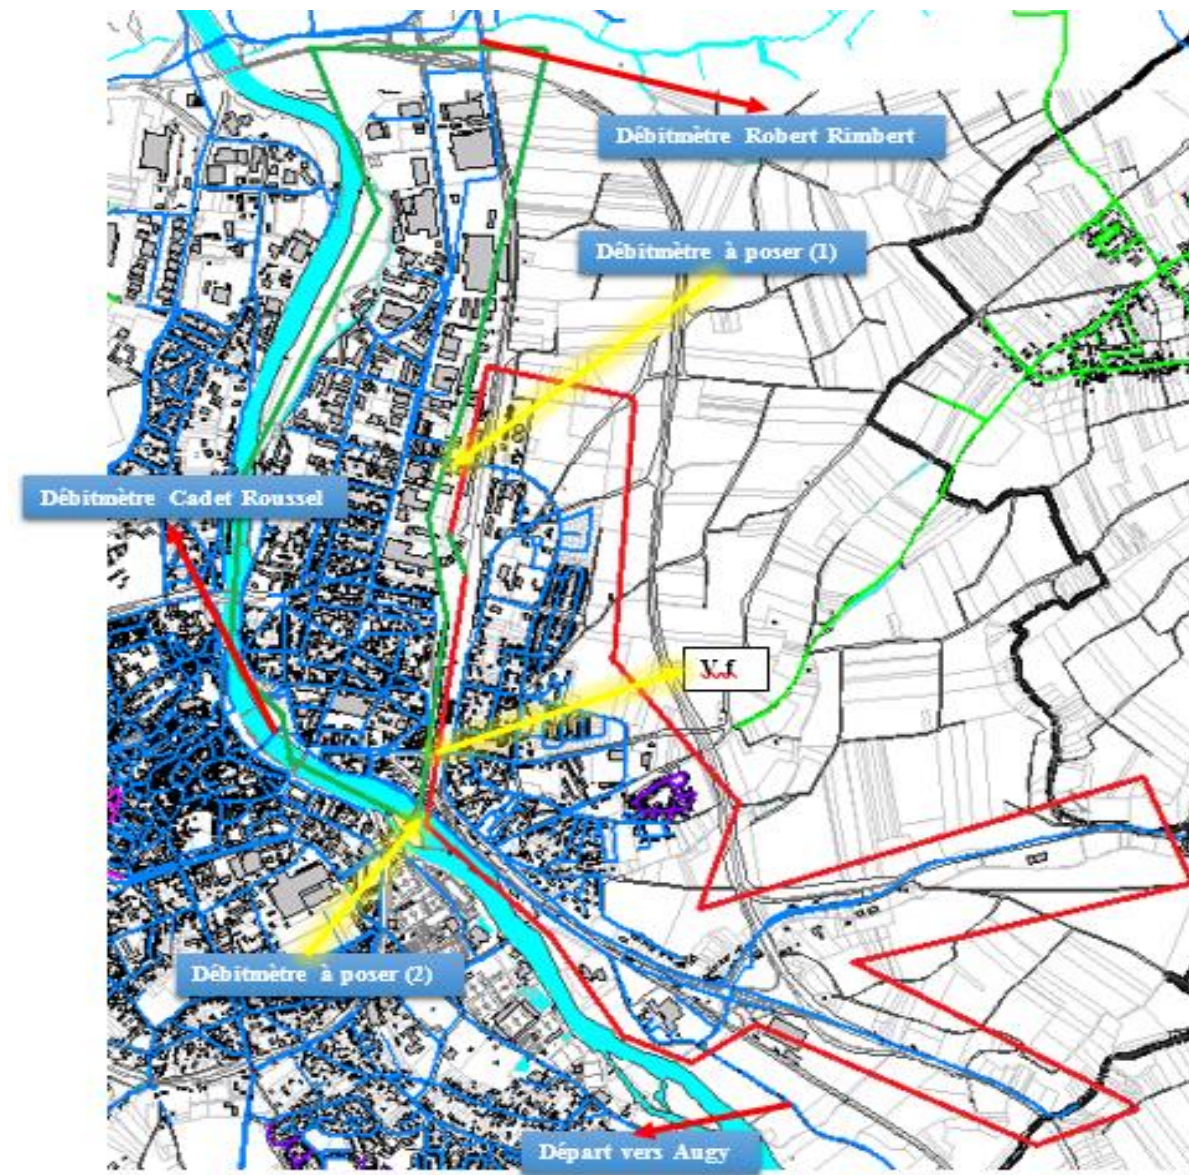 Débitmètre Robert Rimbert
Débitmètre à poser (1)
Débitmètre Cadet Roussel
V.f
Débitmètre à poser (2)
Départ vers Augy